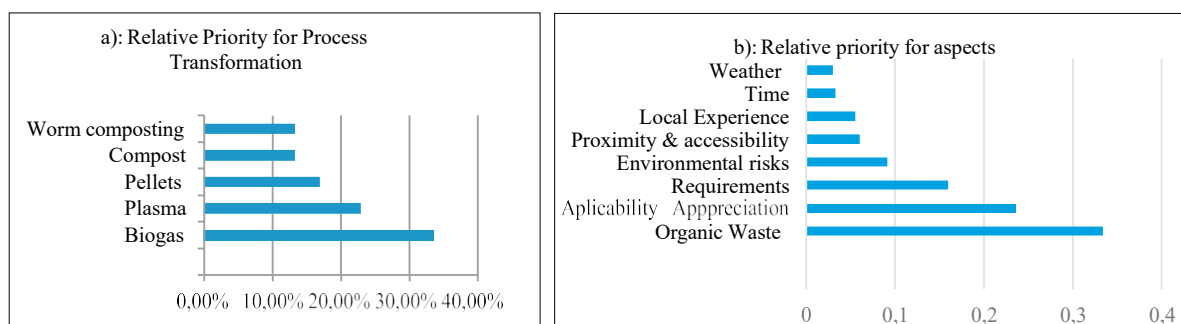 a): Relative Priority for Process
Transformation
Worm composting
Compost
Pellets
Plasma
Biogas
0,00% 10,00% 20,00% 30,00% 40,00%
b): Relative priority for aspects
Weather
Time
Local Experience
Proximity & accessibility
Environmental risks
Requirements
Aplicability Apppreciation
Organic Waste
0 0,1 0,2 0,3 0,4